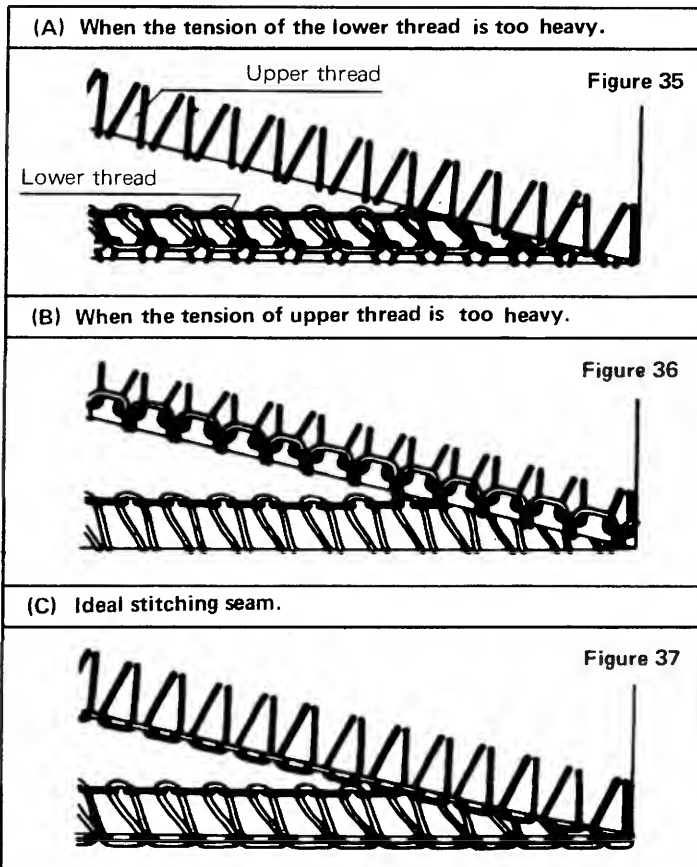 (A) When the tension of the lower thread is too heavy.
Upper thread
Figure 35
Lower thread
(B) When the tension of upper thread is too heavy.
Figure 36
(C) Ideal stitching seam.
Figure 37